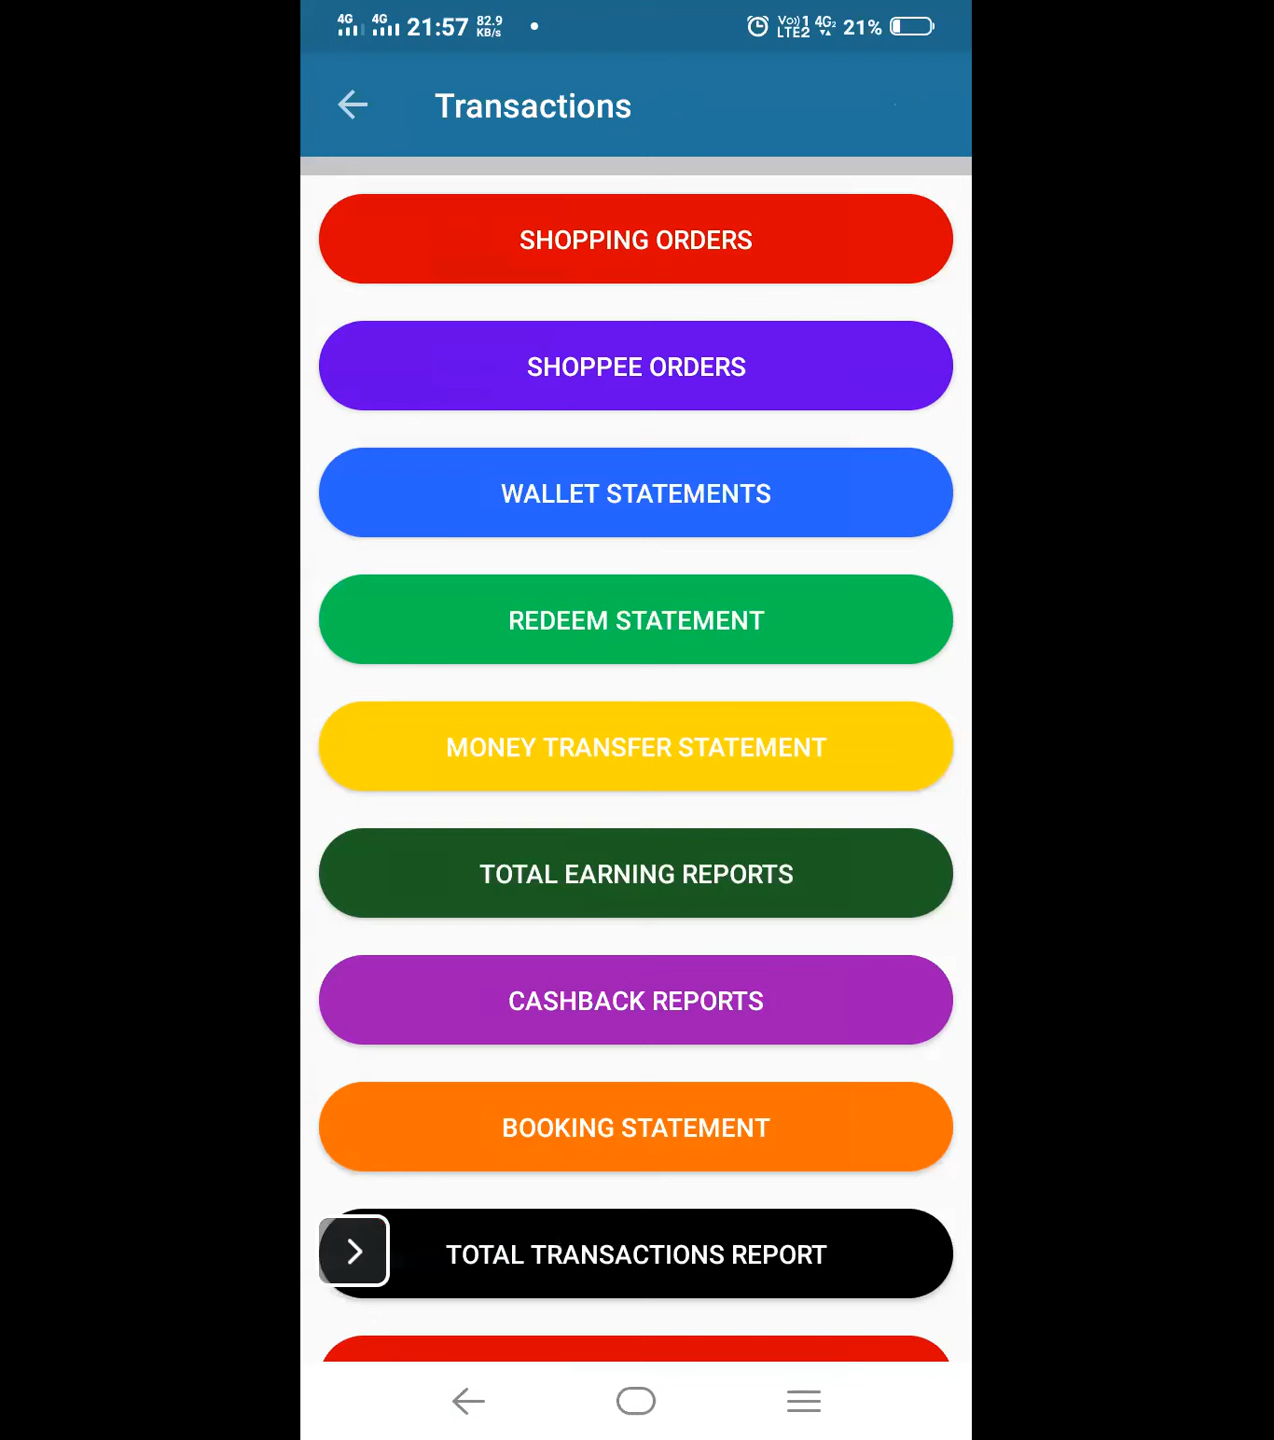 4G 4G 21:57 82.9 KB/s Vo)) 1 LTE2 4G2 21%
Transactions
SHOPPING ORDERS
SHOPPEE ORDERS
WALLET STATEMENTS
REDEEM STATEMENT
MONEY TRANSFER STATEMENT
TOTAL EARNING REPORTS
CASHBACK REPORTS
BOOKING STATEMENT
TOTAL TRANSACTIONS REPORT